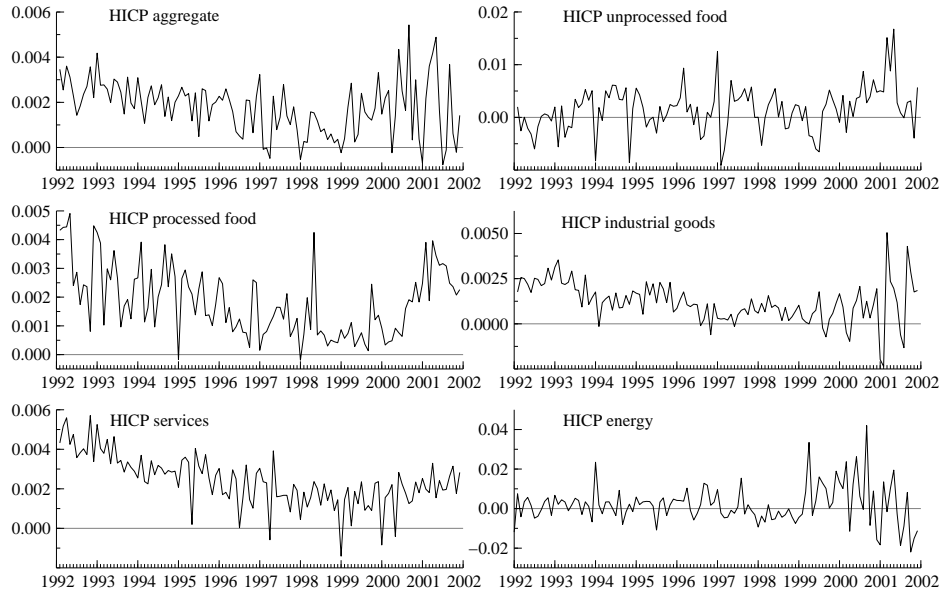 HICP aggregate
0.006
0.004
0.002
0.000
1992 1993 1994 1995 1996 1997 1998 1999 2000 2001 2002
HICP unprocessed food
0.02
0.01
0.00
1992 1993 1994 1995 1996 1997 1998 1999 2000 2001 2002
HICP processed food
0.005
0.004
0.003
0.002
0.001
0.000
1992 1993 1994 1995 1996 1997 1998 1999 2000 2001 2002
HICP industrial goods
0.0050
0.0025
0.0000
1992 1993 1994 1995 1996 1997 1998 1999 2000 2001 2002
HICP services
0.006
0.004
0.002
0.000
1992 1993 1994 1995 1996 1997 1998 1999 2000 2001 2002
HICP energy
0.04
0.02
0.00
−0.02
1992 1993 1994 1995 1996 1997 1998 1999 2000 2001 2002